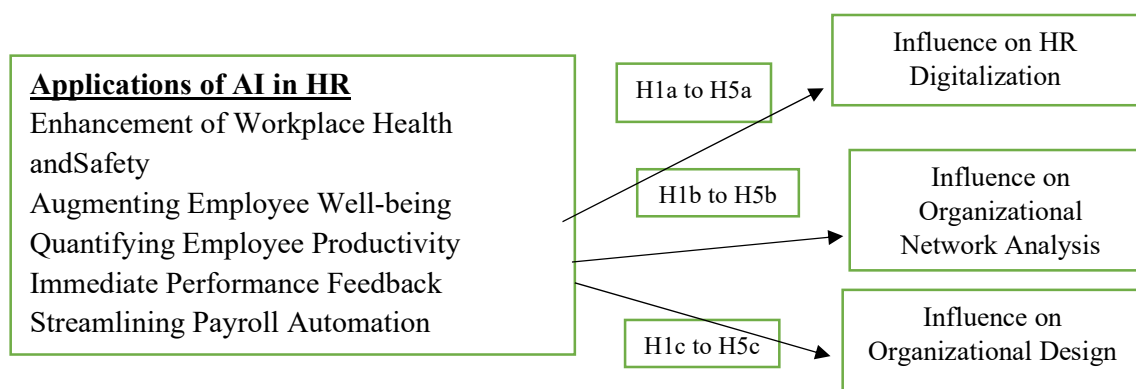 Applications of AI in HR
Enhancement of Workplace Health
andSafety
Augmenting Employee Well-being
Quantifying Employee Productivity
Immediate Performance Feedback
Streamlining Payroll Automation
H1a to H5a
H1b to H5b
H1c to H5c
Influence on HR
Digitalization
Influence on
Organizational
Network Analysis
Influence on
Organizational Design